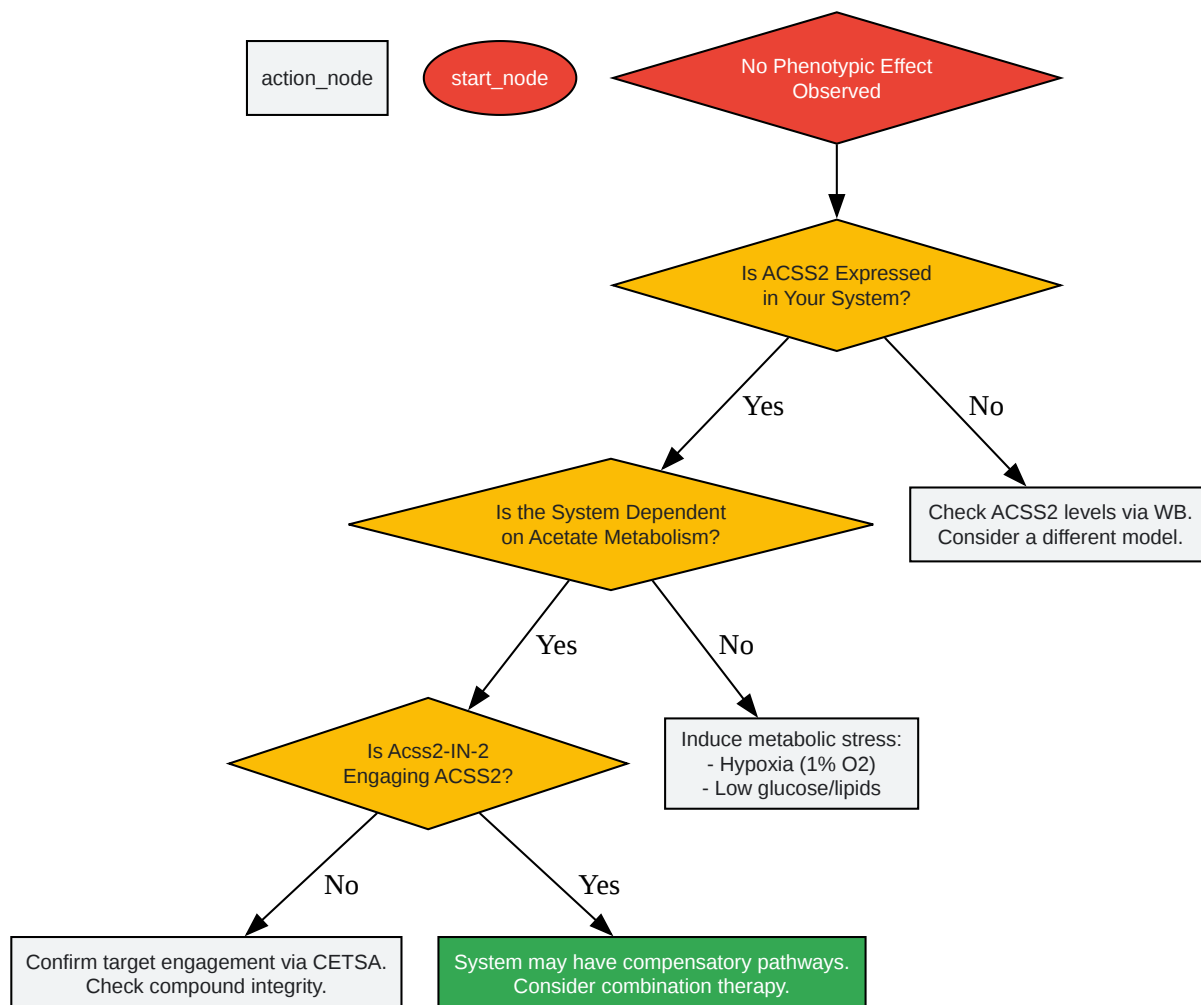 action_node
start_node
No Phenotypic Effect
Observed
Is ACSS2 Expressed
in Your System?
Yes
No
Is the System Dependent
on Acetate Metabolism?
Check ACSS2 levels via WB.
Consider a different model.
Yes
No
Is Acss2-IN-2
Engaging ACSS2?
Induce metabolic stress:
- Hypoxia (1% O2)
- Low glucose/lipids
No
Yes
Confirm target engagement via CETSA.
Check compound integrity.
System may have compensatory pathways.
Consider combination therapy.